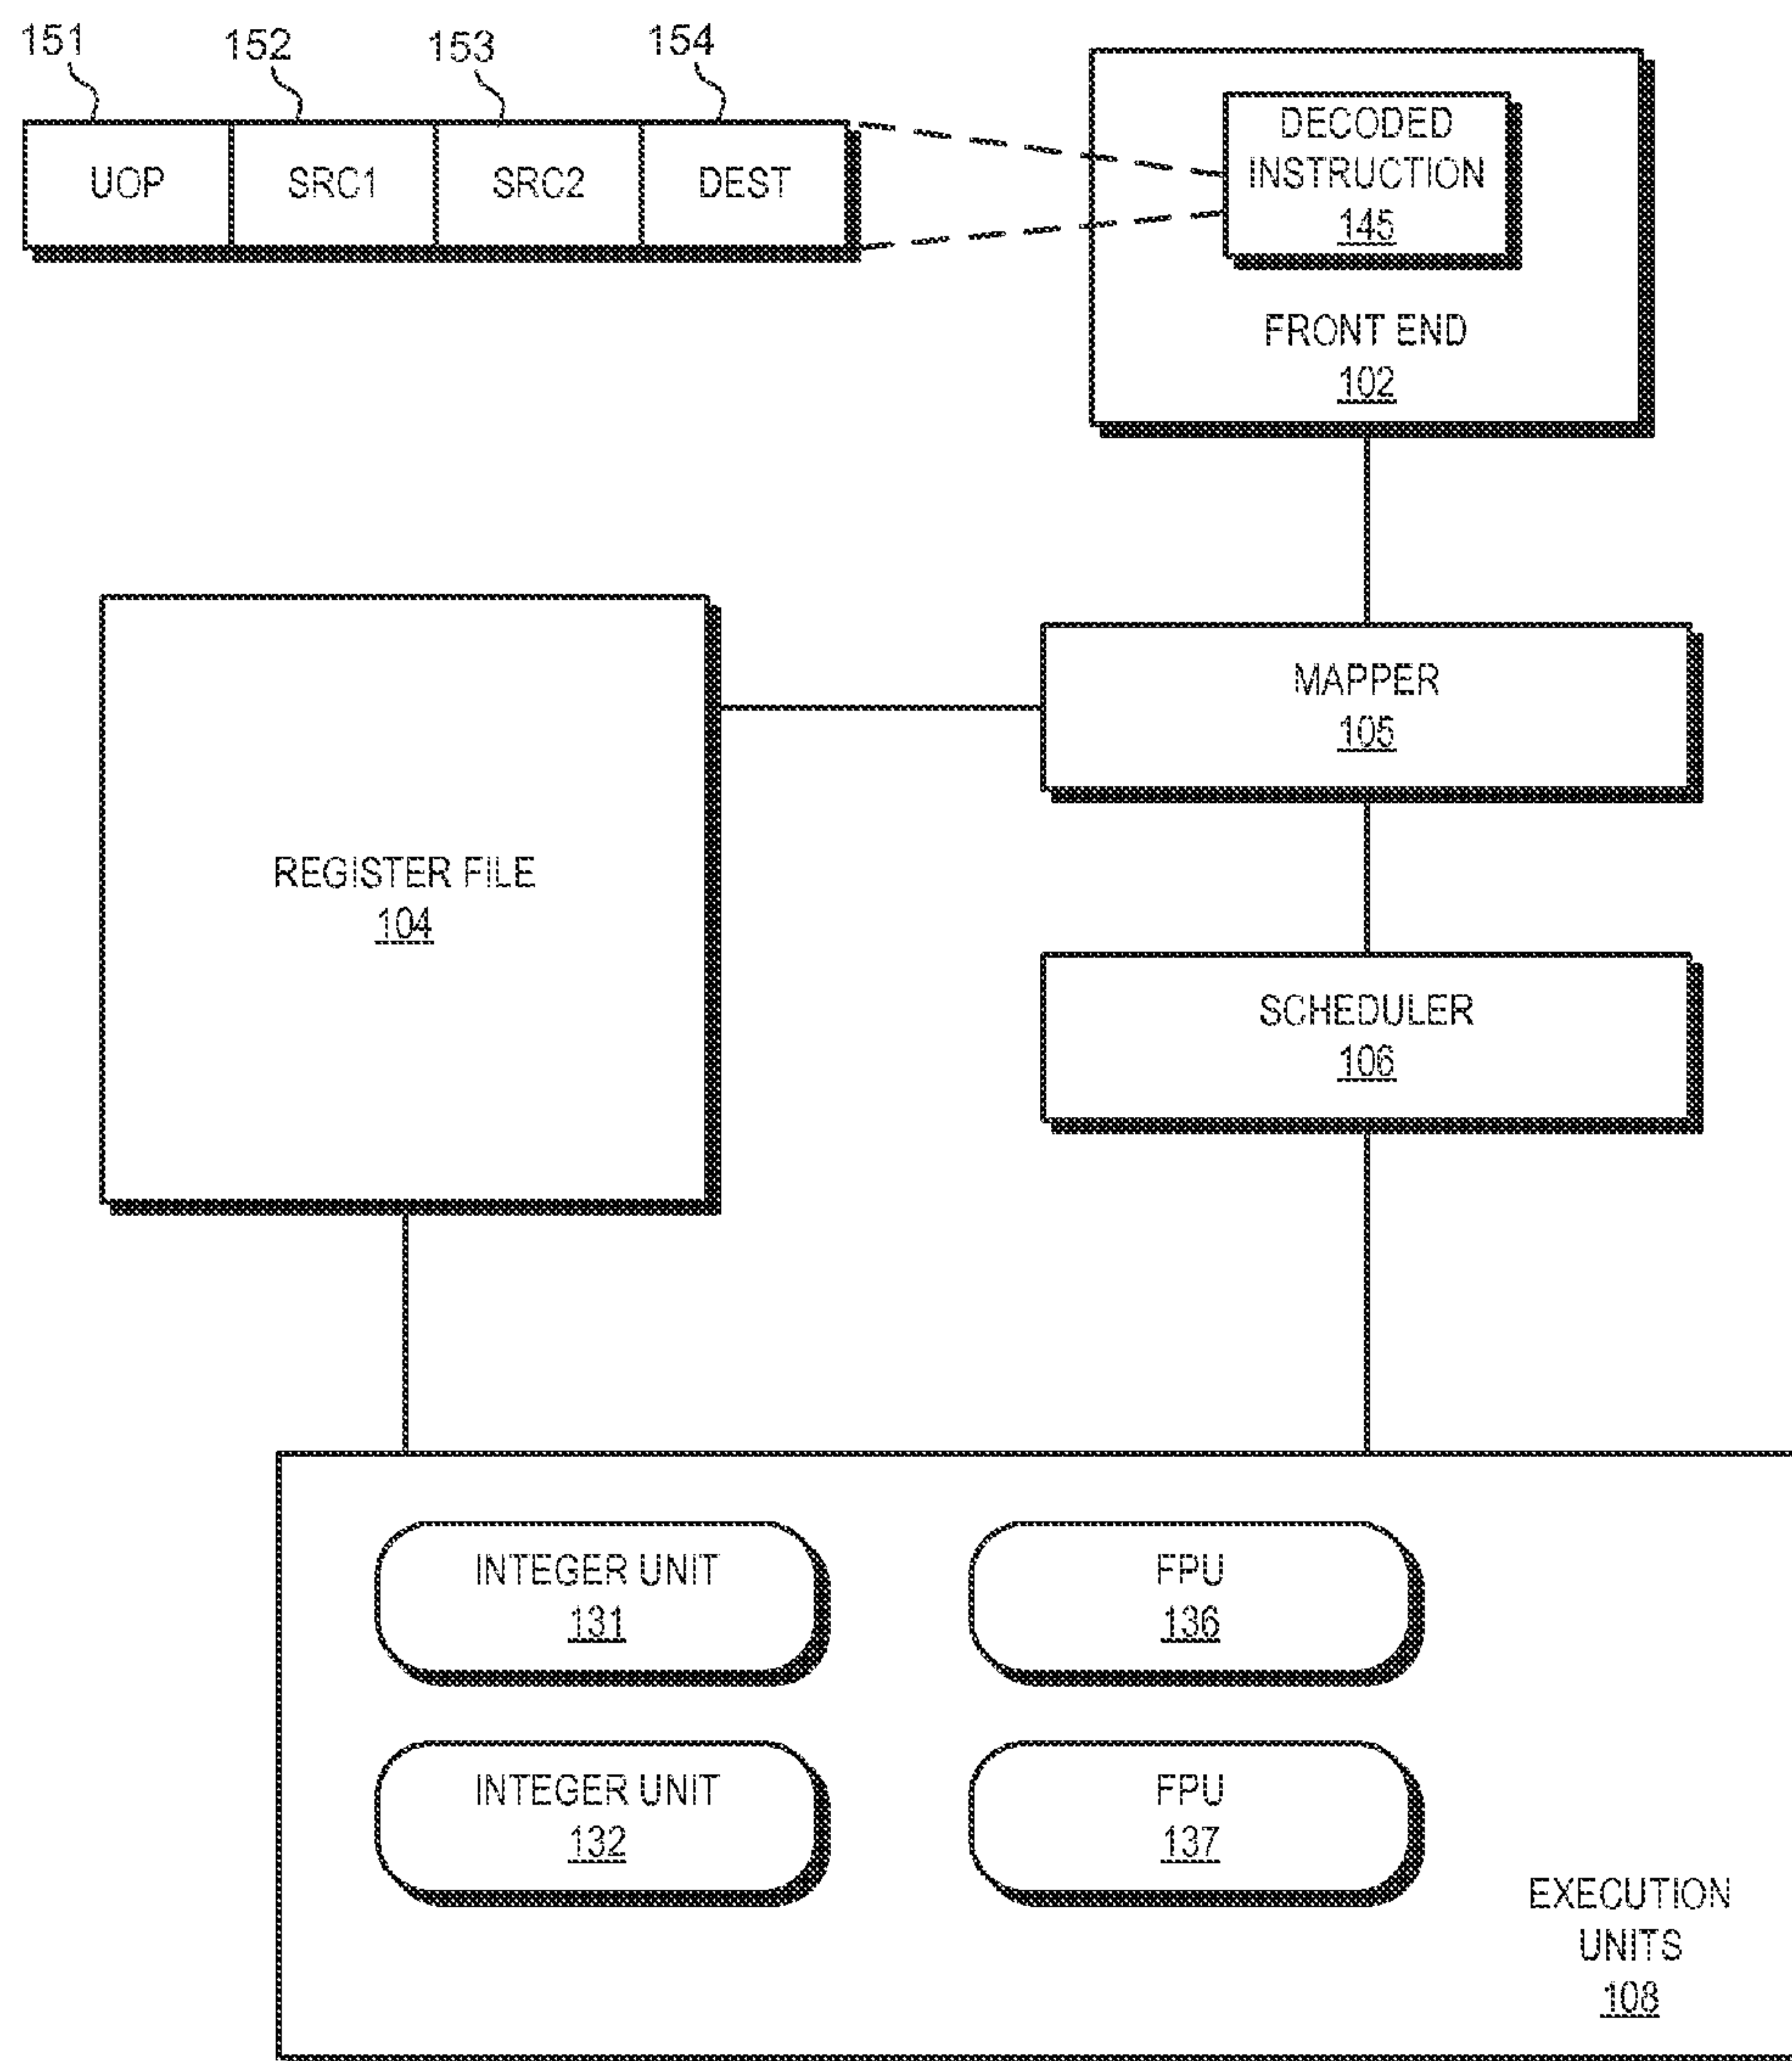 151
152
153
154
UOP
SRC1
SRC2
DEST
DECODED
INSTRUCTION
145
FRONT END
102
MAPPER
105
REGISTER FILE
104
SCHEDULER
106
INTEGER UNIT
131
FPU
136
INTEGER UNIT
132
FPU
137
EXECUTION
UNITS
108